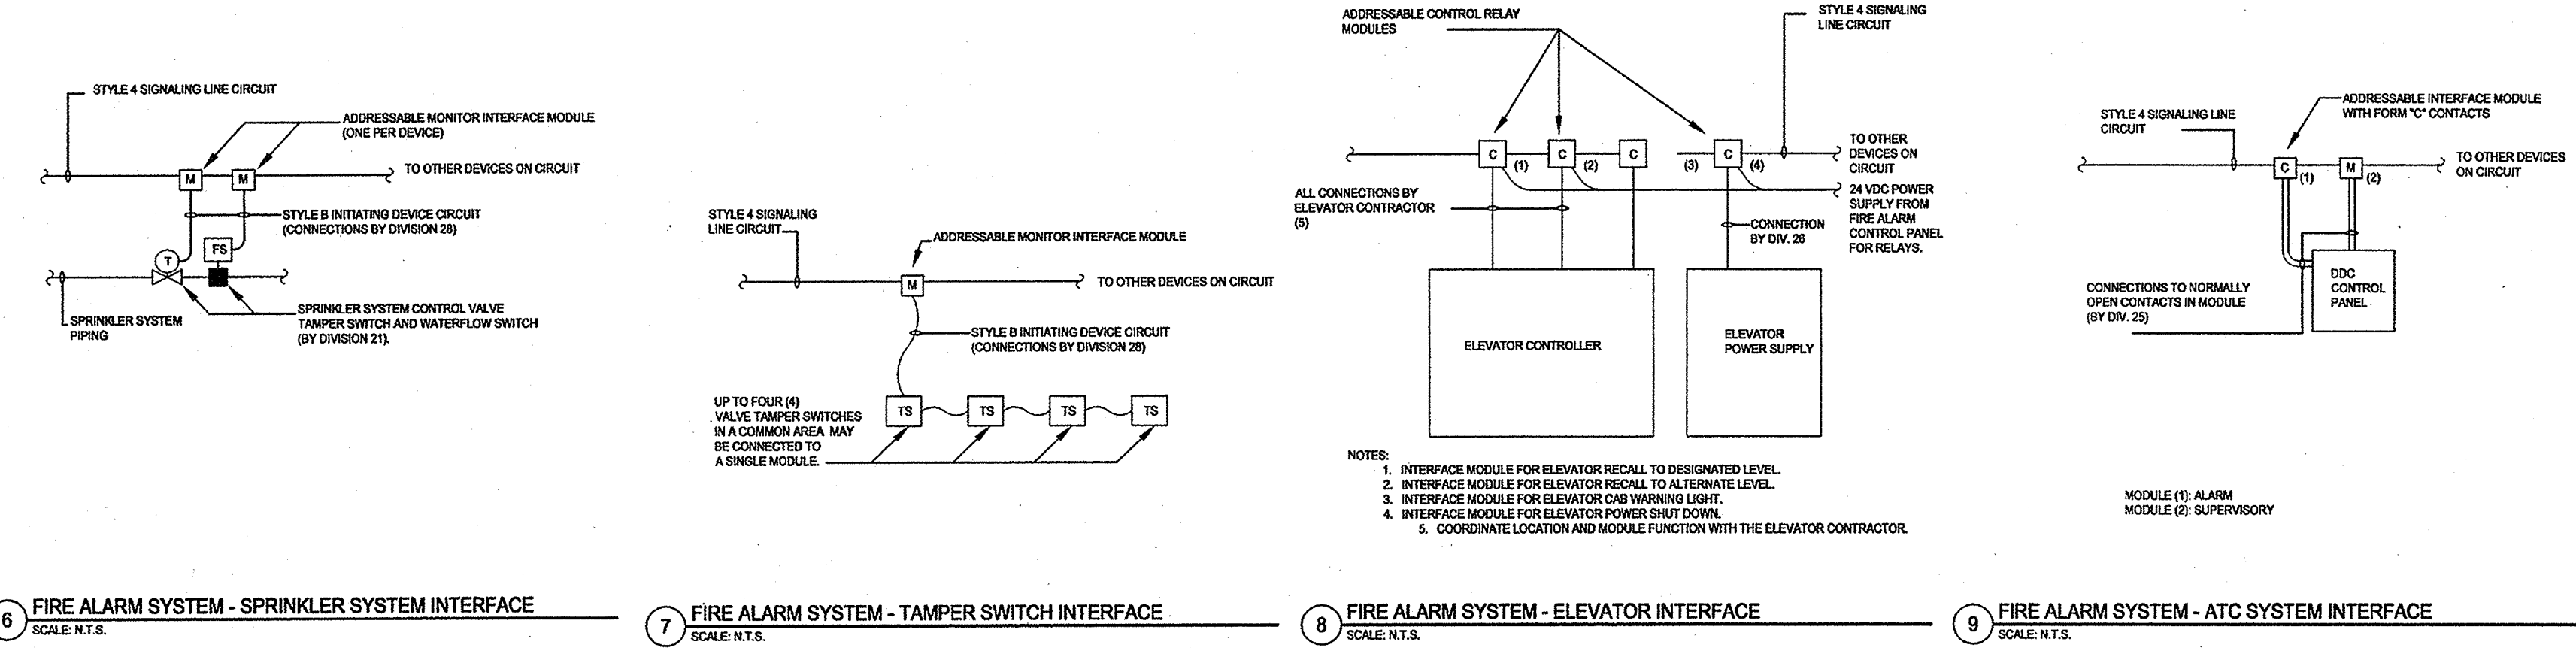 STYLE 4 SIGNALING LINE CIRCUIT
ADDRESSABLE MONITOR INTERFACE MODULE
(ONE PER DEVICE)
M
M
TO OTHER DEVICES ON CIRCUIT
STYLE B INITIATING DEVICE CIRCUIT
(CONNECTIONS BY DIVISION 28)
FS
T
SPRINKLER SYSTEM
PIPING
SPRINKLER SYSTEM CONTROL VALVE
TAMPER SWITCH AND WATERFLOW SWITCH
(BY DIVISION 21).
6
FIRE ALARM SYSTEM - SPRINKLER SYSTEM INTERFACE
SCALE: N.T.S.
STYLE 4 SIGNALING
LINE CIRCUIT
ADDRESSABLE MONITOR INTERFACE MODULE
M
TO OTHER DEVICES ON CIRCUIT
STYLE B INITIATING DEVICE CIRCUIT
(CONNECTIONS BY DIVISION 28)
UP TO FOUR (4)
VALVE TAMPER SWITCHES
IN A COMMON AREA MAY
BE CONNECTED TO
A SINGLE MODULE.
TS
TS
TS
TS
7
FIRE ALARM SYSTEM - TAMPER SWITCH INTERFACE
SCALE: N.T.S.
ADDRESSABLE CONTROL RELAY
MODULES
STYLE 4 SIGNALING
LINE CIRCUIT
C
(1)
C
(2)
C
(3)
C
(4)
TO OTHER
DEVICES ON
CIRCUIT
ALL CONNECTIONS BY
ELEVATOR CONTRACTOR
(5)
24 VDC POWER
SUPPLY FROM
FIRE ALARM
CONTROL PANEL
FOR RELAYS.
CONNECTION
BY DIV. 26
ELEVATOR CONTROLLER
ELEVATOR
POWER SUPPLY
NOTES:
1. INTERFACE MODULE FOR ELEVATOR RECALL TO DESIGNATED LEVEL.
2. INTERFACE MODULE FOR ELEVATOR RECALL TO ALTERNATE LEVEL.
3. INTERFACE MODULE FOR ELEVATOR CAB WARNING LIGHT.
4. INTERFACE MODULE FOR ELEVATOR POWER SHUT DOWN.
5. COORDINATE LOCATION AND MODULE FUNCTION WITH THE ELEVATOR CONTRACTOR.
8
FIRE ALARM SYSTEM - ELEVATOR INTERFACE
SCALE: N.T.S.
STYLE 4 SIGNALING LINE
CIRCUIT
ADDRESSABLE INTERFACE MODULE
WITH FORM "C" CONTACTS
C
(1)
M
(2)
TO OTHER DEVICES
ON CIRCUIT
CONNECTIONS TO NORMALLY
OPEN CONTACTS IN MODULE
(BY DIV. 25)
DDC
CONTROL
PANEL
MODULE (1): ALARM
MODULE (2): SUPERVISORY
9
FIRE ALARM SYSTEM - ATC SYSTEM INTERFACE
SCALE: N.T.S.